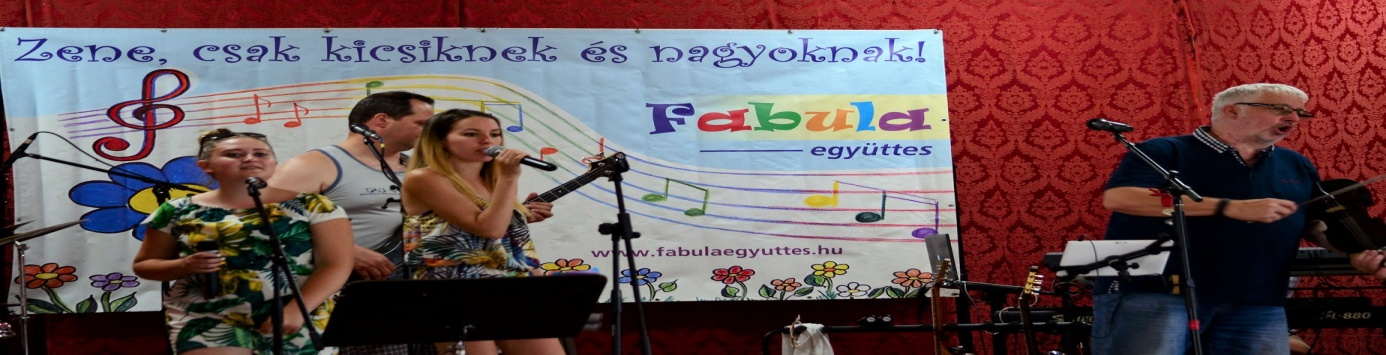 Zene, csak kicsiknek és nagyoknak!
Fabula
együttes
www.fabulaegyuttes.hu